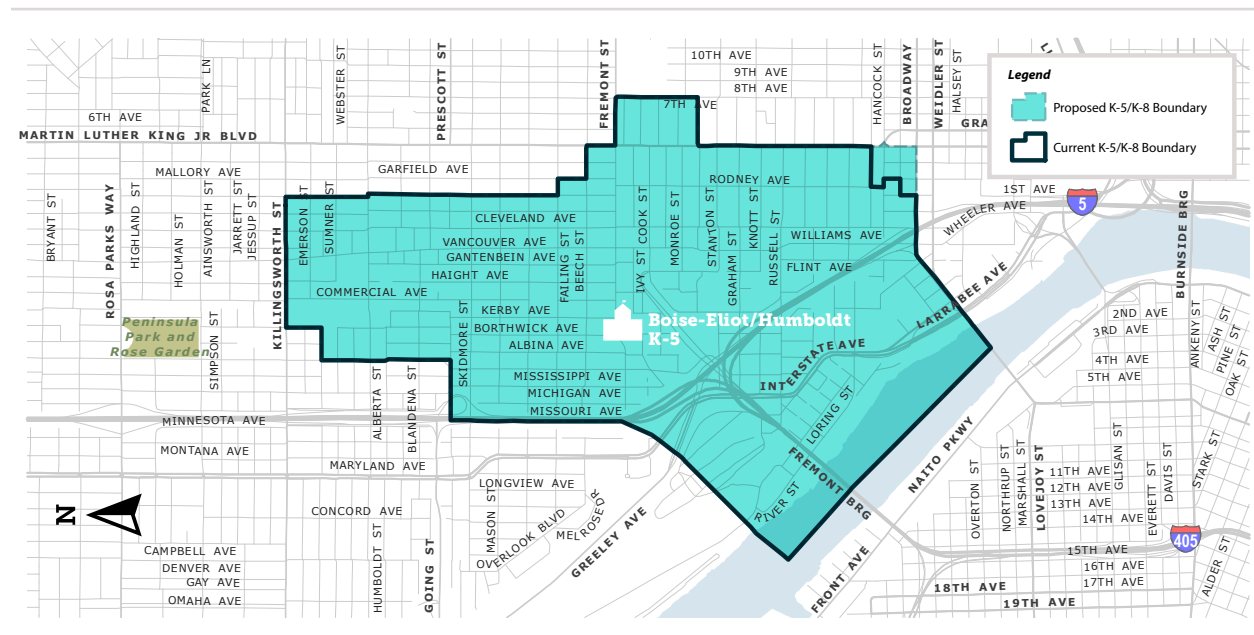 10TH AVE
9TH AVE
8TH AVE
7TH AVE
6TH AVE
MARTIN LUTHER KING JR BLVD
PARK LN
WEBSTER ST
PRESCOTT ST
FREMONT ST
HANCOCK ST
BROADWAY
WEIDLER ST
HALSEY ST
Legend
Proposed K-5/K-8 Boundary
Current K-5/K-8 Boundary
MALLORY AVE
GARFIELD AVE
RODNEY AVE
1ST AVE
WHEELER AVE
5
BRYANT ST
ROSA PARKS WAY
HIGHLAND ST
HOLMAN ST
AINSWORTH ST
JARRETT ST
JESSUP ST
KILLINGSWORTH ST
EMERSON ST
SUMNER ST
CLEVELAND AVE
VANCOUVER AVE
GANTENBEIN AVE
HAIGHT AVE
COMMERCIAL AVE
FAILING ST
BEECH ST
IVY ST
COOK ST
MONROE ST
STANTON ST
GRAHAM ST
KNOTT ST
RUSSELL ST
WILLIAMS AVE
FLINT AVE
LARRABEE AVE
BURNSIDE BRG
KERBY AVE
BORTHWICK AVE
ALBINA AVE
Boise-Eliot/Humboldt
K-5
Peninsula
Park and
Rose Garden
SIMPSON ST
SKIDMORE ST
MISSISSIPPI AVE
MICHIGAN AVE
MISSOURI AVE
INTERSTATE AVE
2ND AVE
3RD AVE
4TH AVE
5TH AVE
ANKENY ST
ASH ST
PINE ST
OAK ST
MINNESOTA AVE
MONTANA AVE
ALBERTA ST
BLANDENA ST
MARYLAND AVE
LORING ST
FREMONT BRG
RIVER ST
NAITO PKWY
LONGVIEW AVE
CONCORD AVE
MASON ST
OVERLOOK BLVD
MELROSE DR
GREELEY AVE
OVERTON ST
NORTHRUP ST
MARSHALL ST
LOVEJOY ST
11TH AVE
12TH AVE
13TH AVE
14TH AVE
GLISAN ST
EVERETT ST
DAVIS ST
STARK ST
N
CAMPBELL AVE
DENVER AVE
GAY AVE
OMAHA AVE
HUMBOLDT ST
GOING ST
FRONT AVE
405
15TH AVE
16TH AVE
17TH AVE
18TH AVE
19TH AVE
ALDER ST